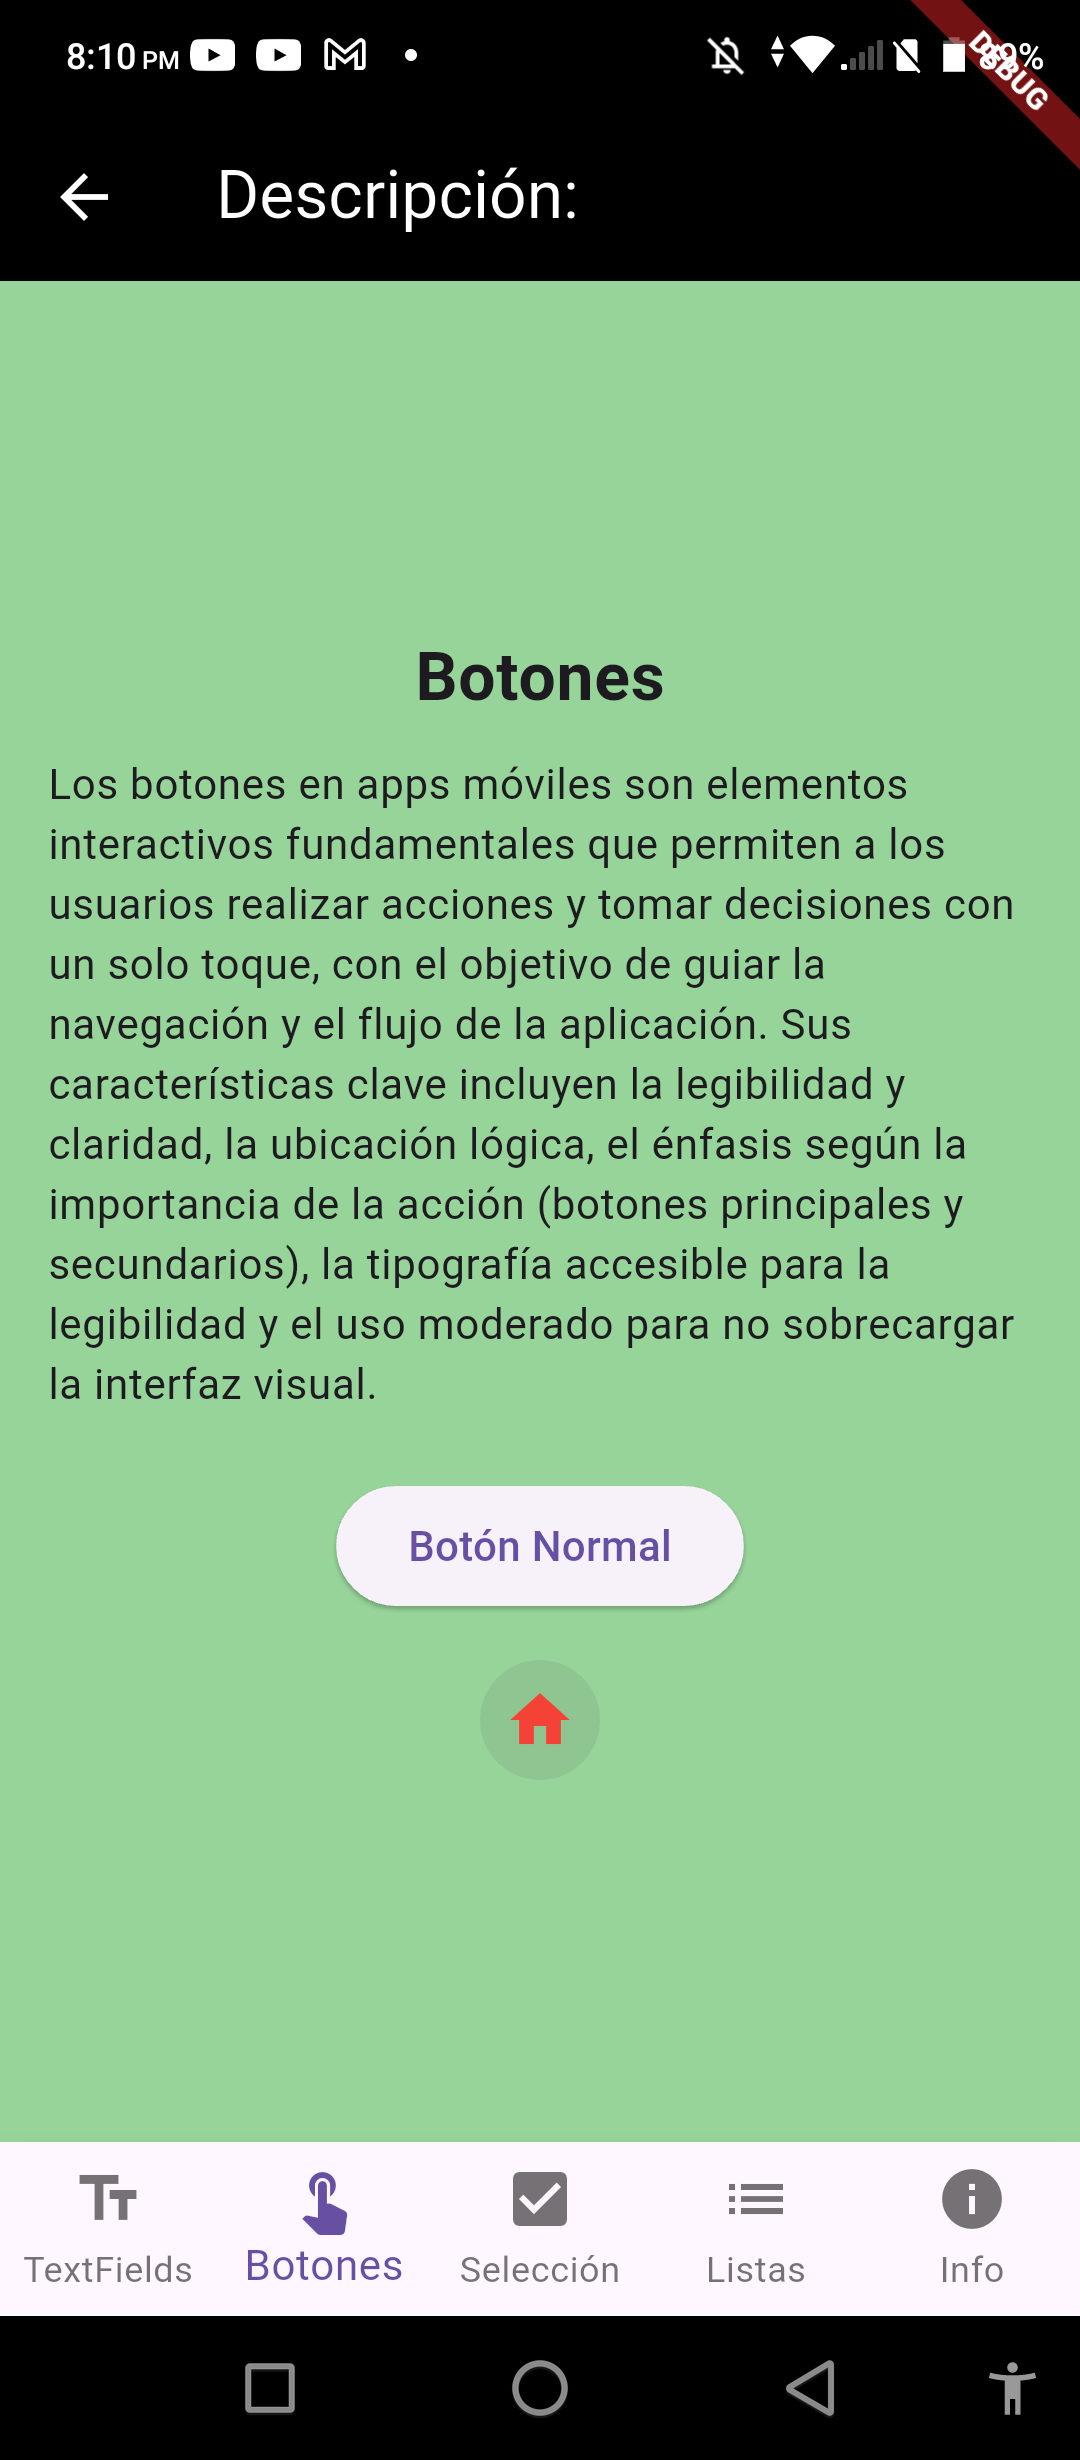 8:10 PM
DEBUG
Descripción:
Botones
Los botones en apps móviles son elementos
interactivos fundamentales que permiten a los
usuarios realizar acciones y tomar decisiones con
un solo toque, con el objetivo de guiar la
navegación y el flujo de la aplicación. Sus
características clave incluyen la legibilidad y
claridad, la ubicación lógica, el énfasis según la
importancia de la acción (botones principales y
secundarios), la tipografía accesible para la
legibilidad y el uso moderado para no sobrecargar
la interfaz visual.
Botón Normal
TextFields
Botones
Selección
Listas
Info